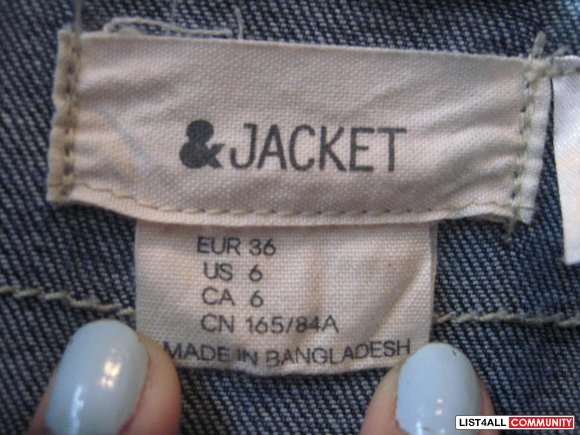 &JACKET
EUR 36
US 6
CA 6
CN 165/84A
MADE IN BANGLADESH
LIST4ALL COMMUNITY